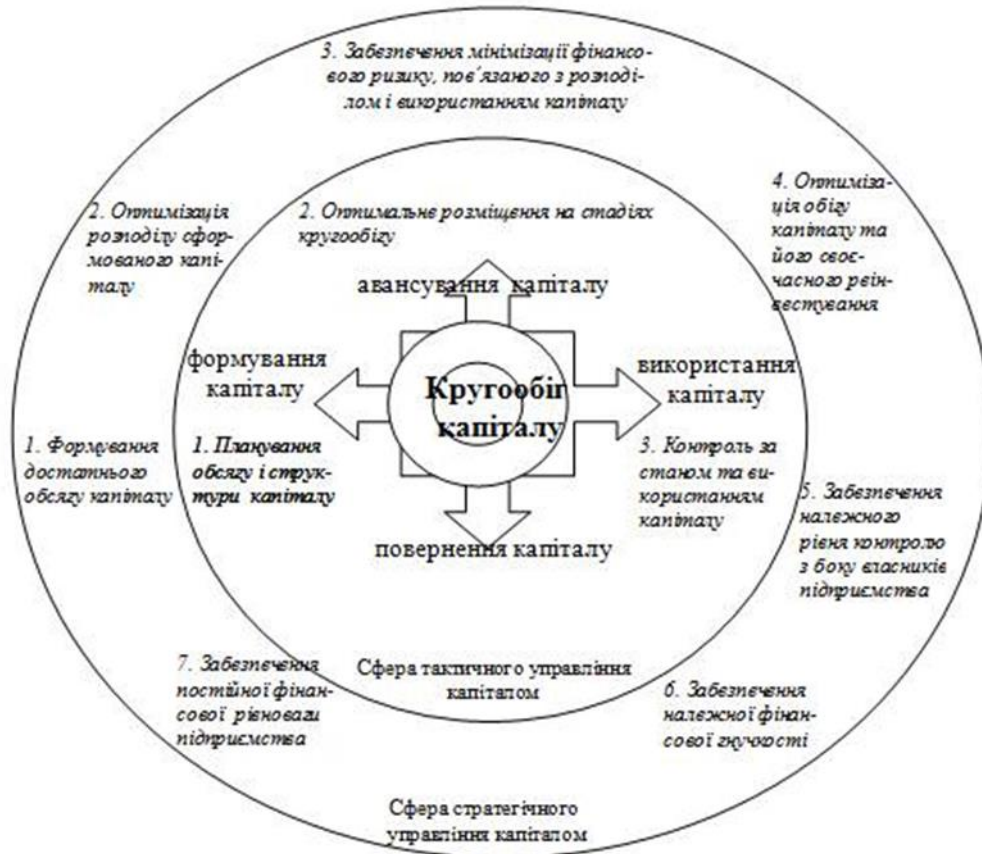 3. Забезпечення мінімізації фінансо-
вого ризику, пов´язаного з розподі-
лом і використанням капіталу
2. Оптимізація
розподілу сфор-
мованого капі-
талу
2. Оптимальне розміщення на стадіях
кругообігу
4. Оптиміза-
ція обігу
капіталу та
його своє-
часного реін-
вестування
авансування капіталу
формування
капіталу
Кругообіг
капіталу
використання
капіталу
1. Формування
достатнього
обсягу капіталу
1. Планування
обсягу і струк-
тури капіталу
3. Контроль за
станом та ви-
користанням
капіталу
повернення капіталу
5. Забезпечення
належного
рівня контролю
з боку власників
підприємства
7. Забезпечення
постійної фінан-
сової рівноваги
підприємства
Сфера тактичного управління
капіталом
6. Забезпечення
належної фінан-
сової гнучкості
Сфера стратегічного
управління капіталом